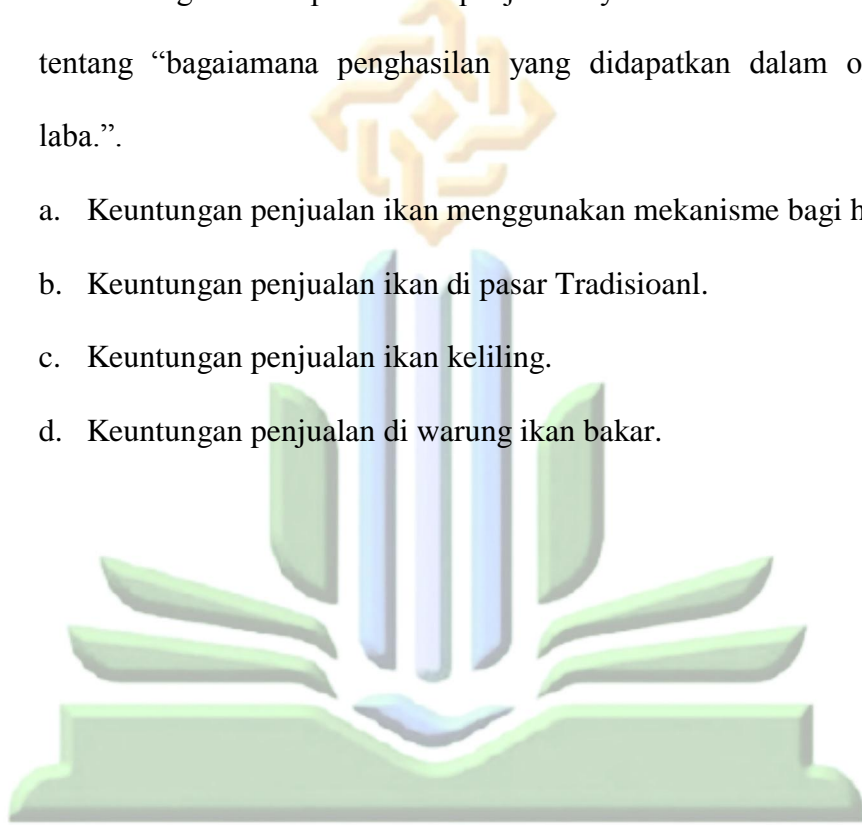 tentang “bagaiamana penghasilan yang didapatkan dalam
laba.”.
a. Keuntungan penjualan ikan menggunakan mekanisme bagi
b. Keuntungan penjualan ikan di pasar Tradisioanl.
c. Keuntungan penjualan ikan keliling.
d. Keuntungan penjualan di warung ikan bakar.